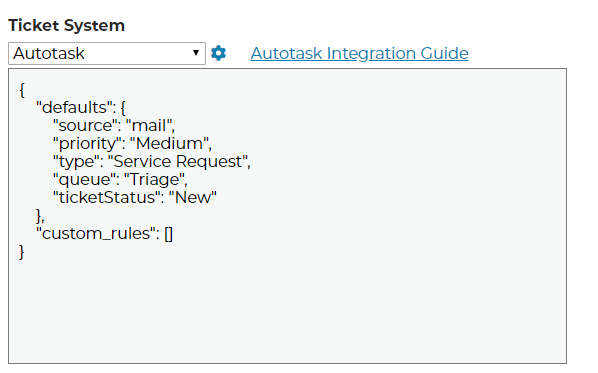 Ticket System
Autotask Autotask Integration Guide
{
"defaults": {
"source": "mail",
"priority": "Medium",
"type": "Service Request",
"queue": "Triage",
"ticketStatus": "New"
},
"custom_rules": []
}